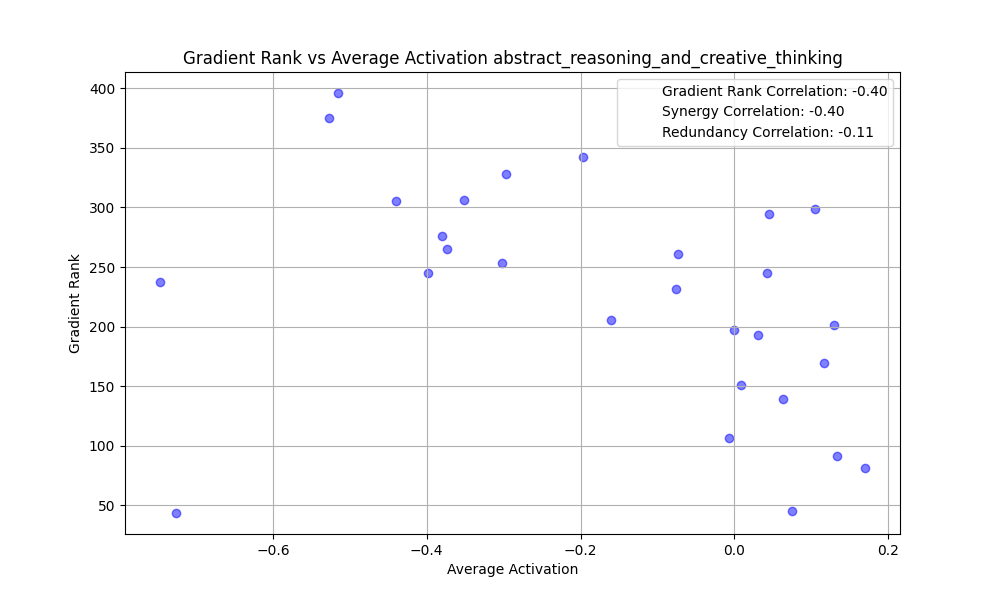 Gradient Rank vs Average Activation abstract_reasoning_and_creative_thinking
Gradient Rank Correlation: -0.40
Synergy Correlation: -0.40
Redundancy Correlation: -0.11
Gradient Rank
400
350
300
250
200
150
100
50
−0.6
−0.4
−0.2
0.0
0.2
Average Activation